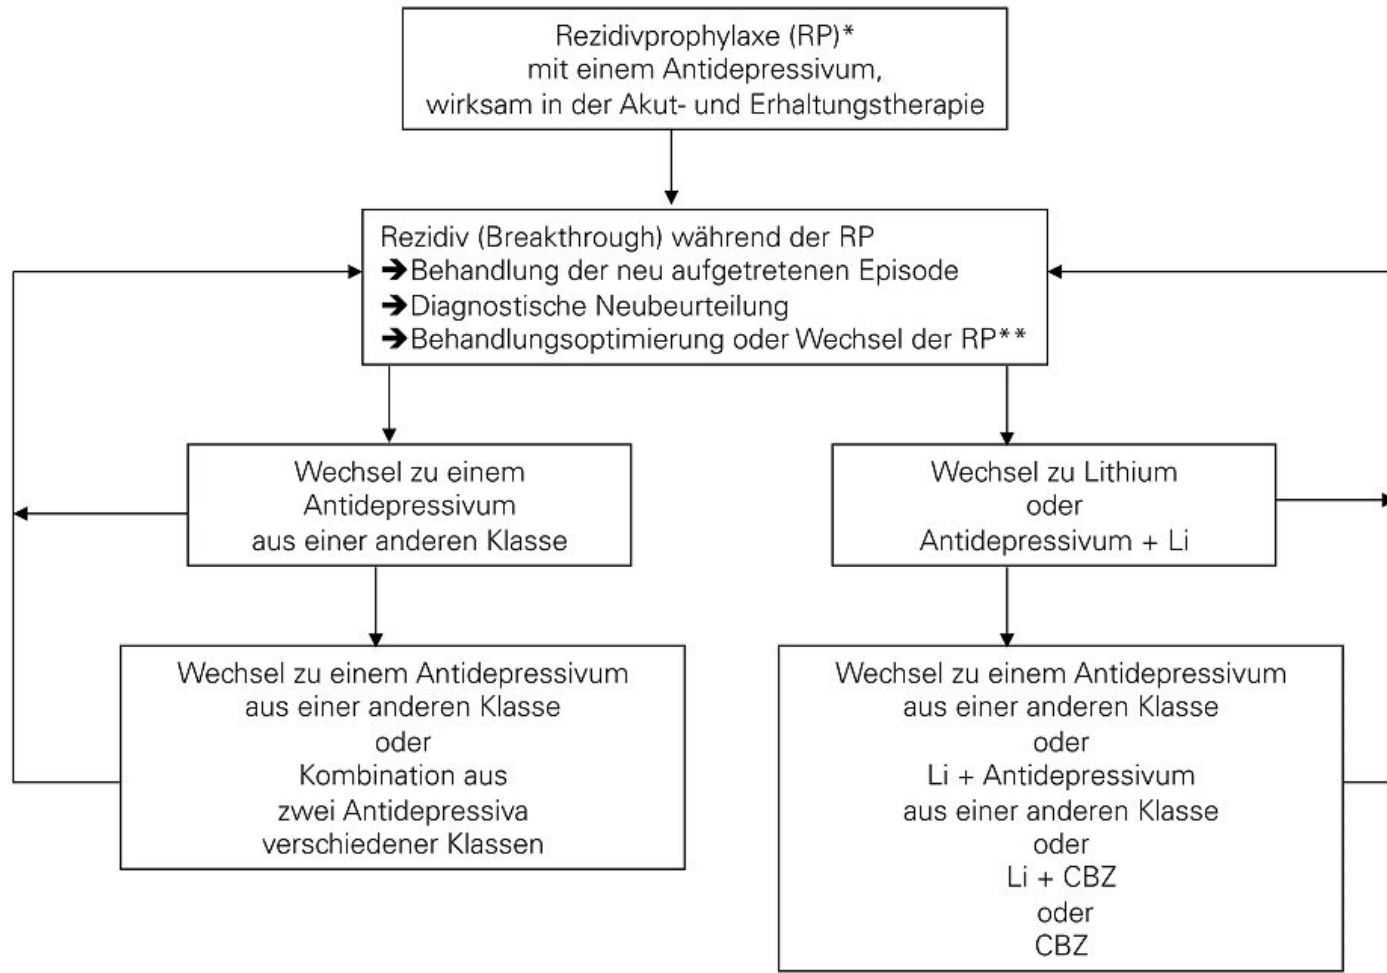 Rezidivprophylaxe (RP)*
mit einem Antidepressivum,
wirksam in der Akut- und Erhaltungstherapie
Rezidiv (Breakthrough) während der RP
➔Behandlung der neu aufgetretenen Episode
➔Diagnostische Neubeurteilung
➔Behandlungsoptimierung oder Wechsel der RP**
Wechsel zu einem
Antidepressivum
aus einer anderen Klasse
Wechsel zu Lithium
oder
Antidepressivum + Li
Wechsel zu einem Antidepressivum
aus einer anderen Klasse
oder
Kombination aus
zwei Antidepressiva
verschiedener Klassen
Wechsel zu einem Antidepressivum
aus einer anderen Klasse
oder
Li + Antidepressivum
aus einer anderen Klasse
oder
Li + CBZ
oder
CBZ